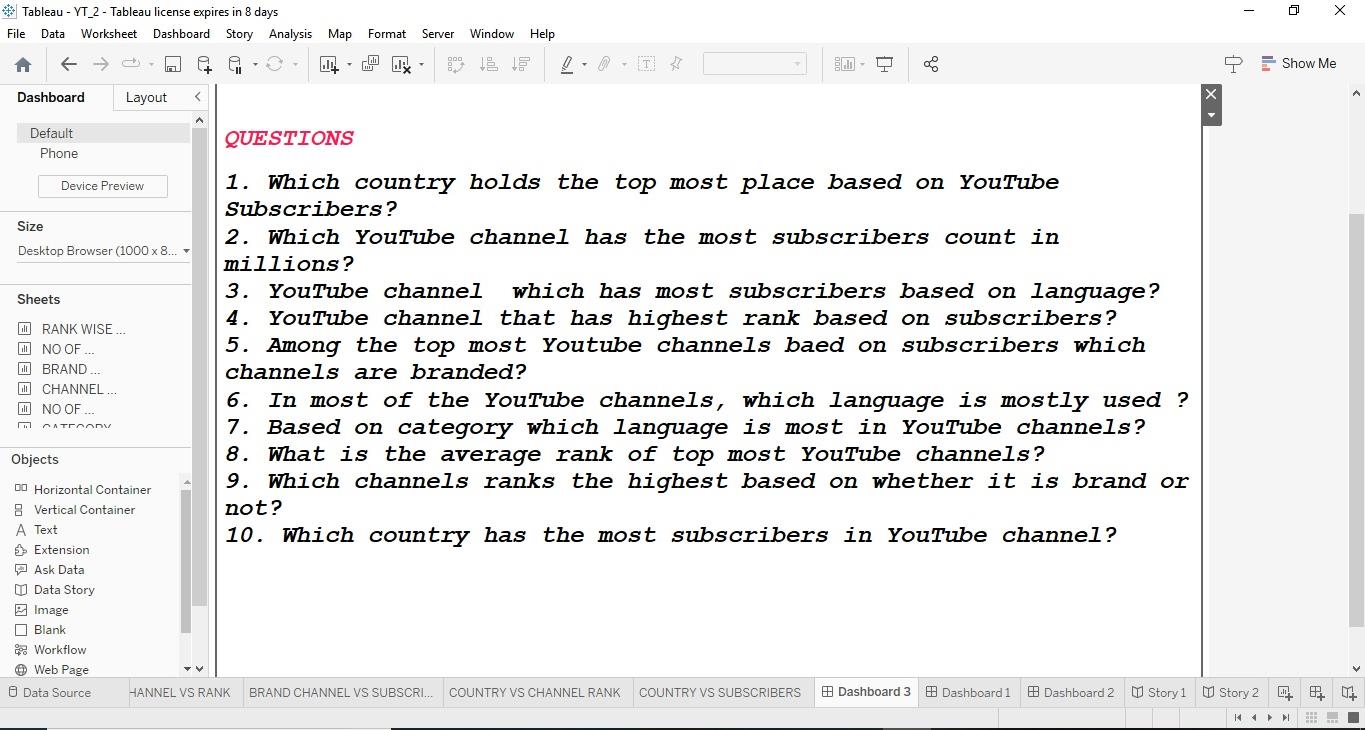 Tableau - YT_2 - Tableau license expires in 8 days
File Data Worksheet Dashboard Story Analysis Map Format Server Window Help
Show Me
Dashboard Layout
Default
Phone
Device Preview
Size
Desktop Browser (1000 x 8...
Sheets
RANK WISE ...
NO OF ...
BRAND ...
CHANNEL ...
NO OF ...
CATEGORY
Objects
Horizontal Container
Vertical Container
Text
Extension
Ask Data
Data Story
Image
Blank
Workflow
Web Page
QUESTIONS
1. Which country holds the top most place based on YouTube
Subscribers?
2. Which YouTube channel has the most subscribers count in
millions?
3. YouTube channel which has most subscribers based on language?
4. YouTube channel that has highest rank based on subscribers?
5. Among the top most Youtube channels baed on subscribers which
channels are branded?
6. In most of the YouTube channels, which language is mostly used ?
7. Based on category which language is most in YouTube channels?
8. What is the average rank of top most YouTube channels?
9. Which channels ranks the highest based on whether it is brand or
not?
10. Which country has the most subscribers in YouTube channel?
Data Source HANNEL VS RANK BRAND CHANNEL VS SUBSCRI... COUNTRY VS CHANNEL RANK COUNTRY VS SUBSCRIBERS Dashboard 3 Dashboard 1 Dashboard 2 Story 1 Story 2